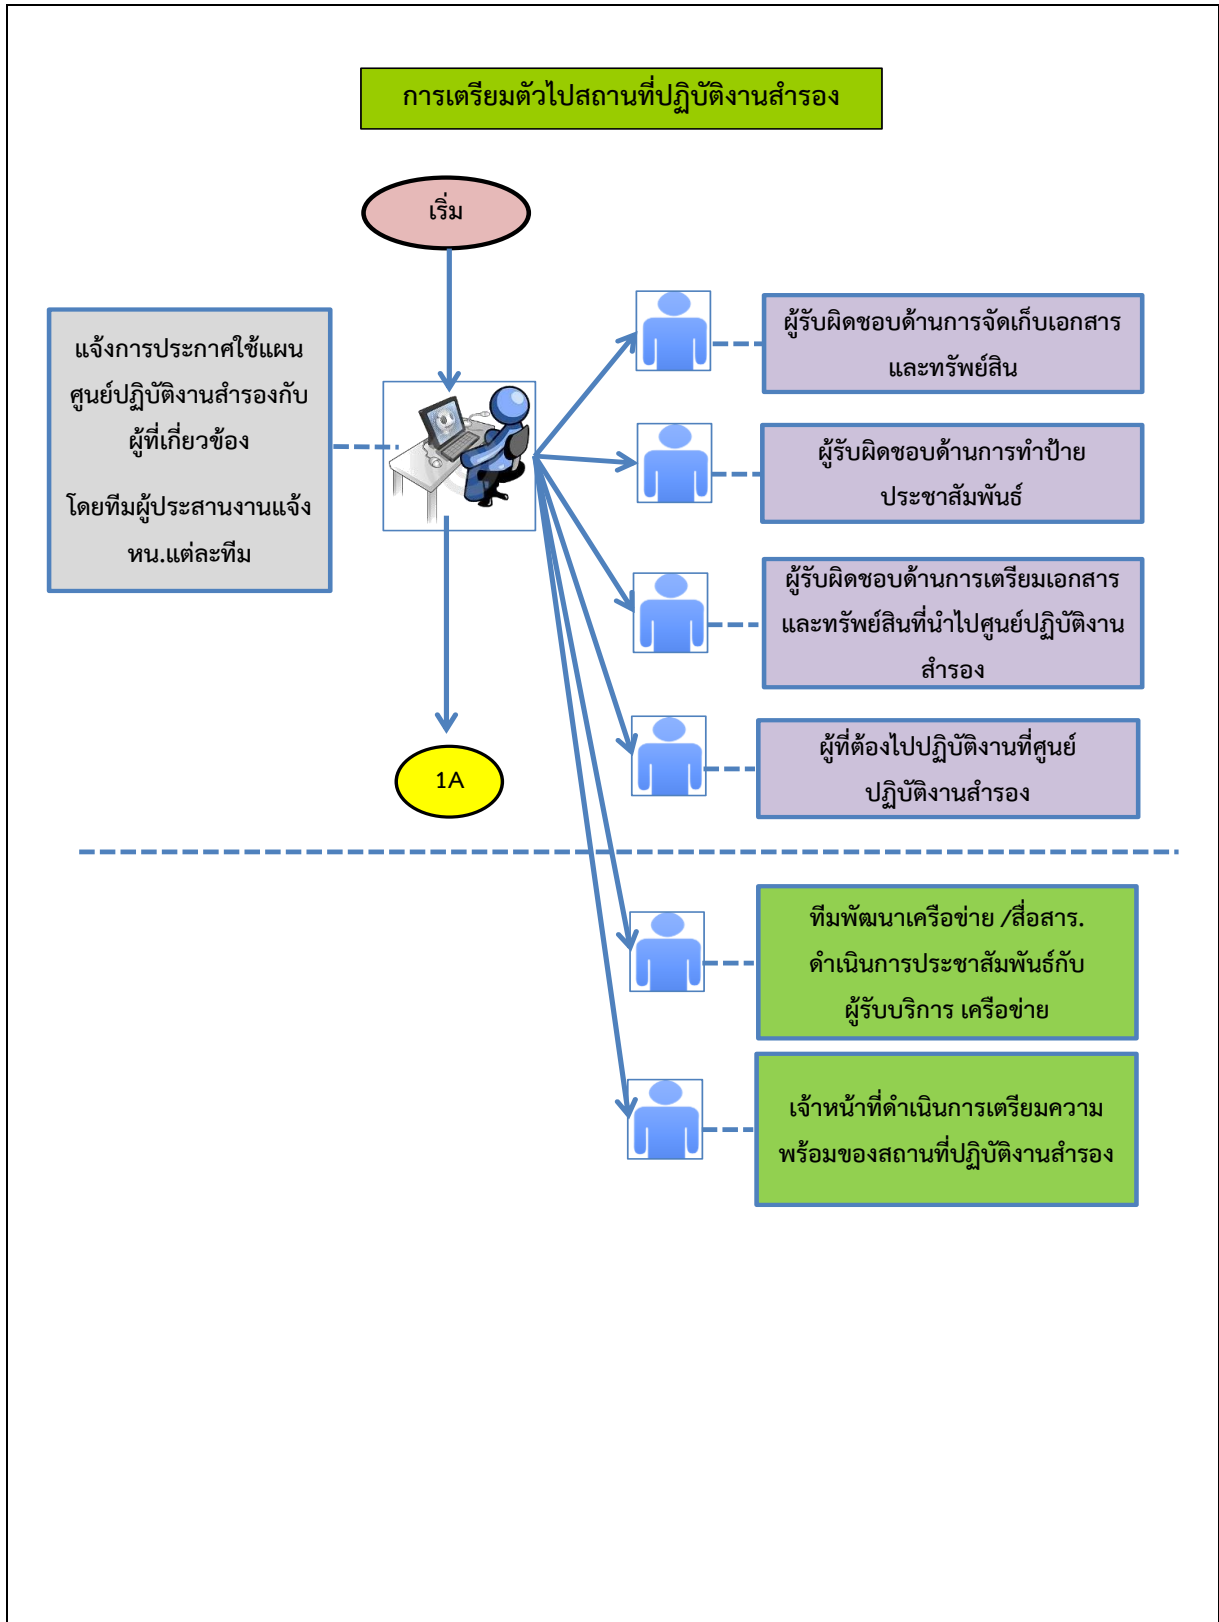 การเตรียมตัวไปสถานที่ปฏิบัติงานสำรอง
เริ่ม
แจ้งการประกาศใช้แผน
ศูนย์ปฏิบัติงานสำรองกับ
ผู้ที่เกี่ยวข้อง
โดยทีมผู้ประสานงานแจ้ง
หน.แต่ละทีม
ผู้รับผิดชอบด้านการจัดเก็บเอกสาร
และทรัพย์สิน
ผู้รับผิดชอบด้านการทำป้าย
ประชาสัมพันธ์
ผู้รับผิดชอบด้านการเตรียมเอกสาร
และทรัพย์สินที่นำไปศูนย์ปฏิบัติงาน
สำรอง
ผู้ที่ต้องไปปฏิบัติงานที่ศูนย์
ปฏิบัติงานสำรอง
1A
ทีมพัฒนาเครือข่าย /สื่อสาร.
ดำเนินการประชาสัมพันธ์กับ
ผู้รับบริการ เครือข่าย
เจ้าหน้าที่ดำเนินการเตรียมความ
พร้อมของสถานที่ปฏิบัติงานสำรอง